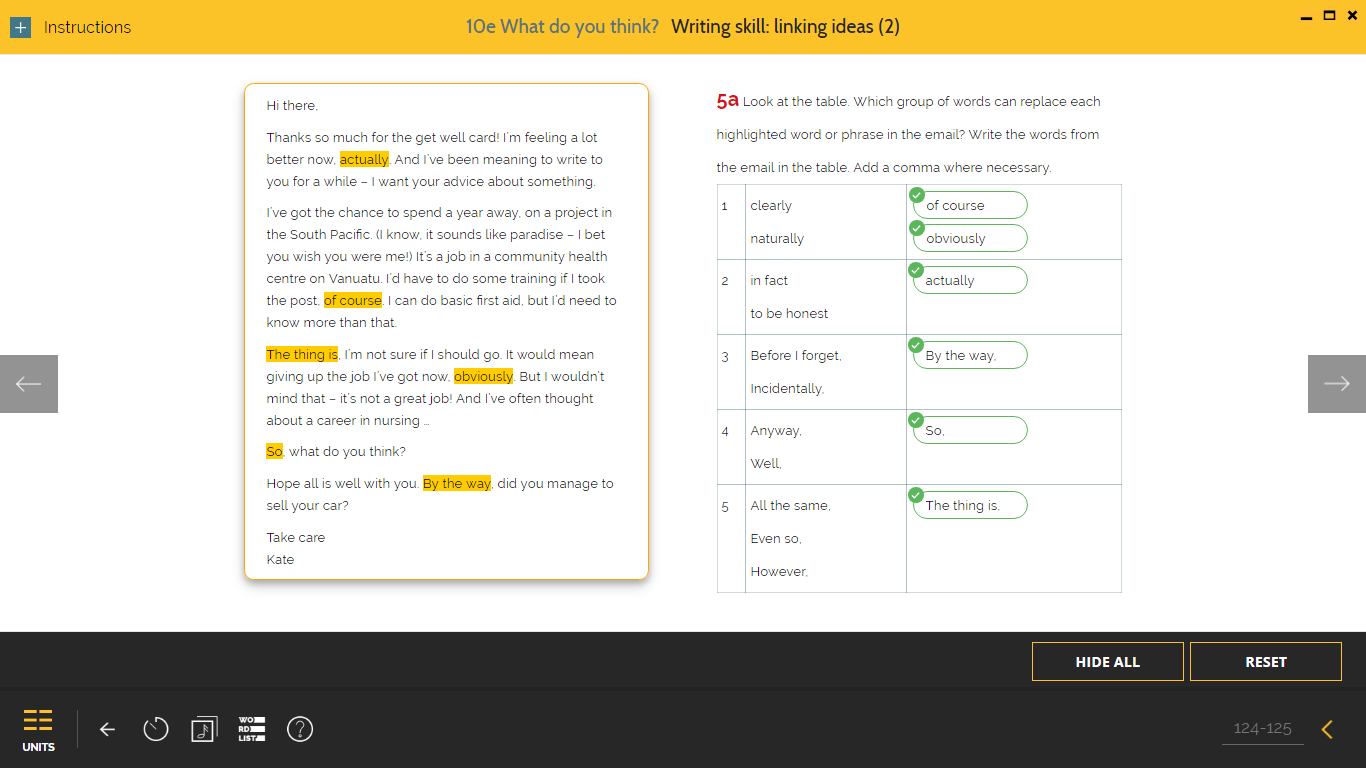 Instructions
10e What do you think? Writing skill: linking ideas (2)
Hi there,
Thanks so much for the get well card! I'm feeling a lot
better now, actually. And I've been meaning to write to
you for a while – I want your advice about something.
I've got the chance to spend a year away, on a project in
the South Pacific. (I know, it sounds like paradise – I bet
you wish you were me!) It's a job in a community health
centre on Vanuatu. I'd have to do some training if I took
the post, of course. I can do basic first aid, but I'd need to
know more than that.
The thing is, I'm not sure if I should go. It would mean
giving up the job I've got now, obviously. But I wouldn't
mind that – it's not a great job! And I've often thought
about a career in nursing ...
So, what do you think?
Hope all is well with you. By the way, did you manage to
sell your car?
Take care
Kate
5a Look at the table. Which group of words can replace each
highlighted word or phrase in the email? Write the words from
the email in the table. Add a comma where necessary.
1 clearly of course
naturally obviously
2 in fact actually
to be honest
3 Before I forget, By the way,
Incidentally,
4 Anyway, So,
Well,
5 All the same, The thing is,
Even so,
However,
HIDE ALL RESET
UNITS
WO
RD
LIST
?
124-125